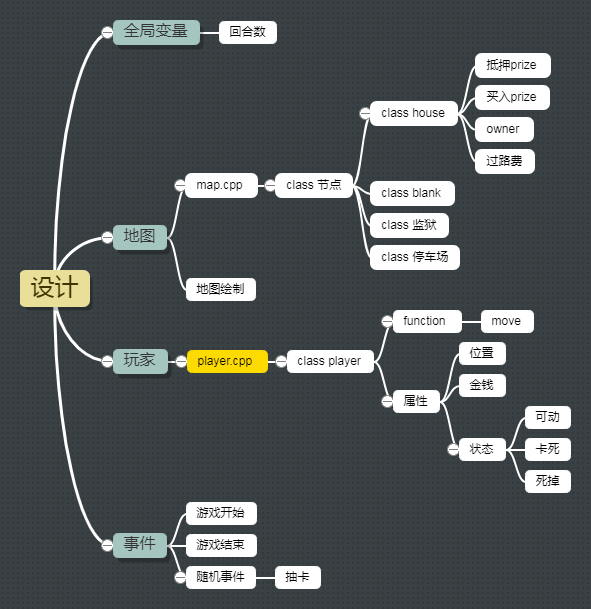 设计
全局变量
回合数
地图
map.cpp
class 节点
class house
抵押prize
买入prize
owner
过路费
class blank
class 监狱
class 停车场
地图绘制
玩家
player.cpp
class player
function
move
属性
位置
金钱
状态
可动
卡死
死掉
事件
游戏开始
游戏结束
随机事件
抽卡